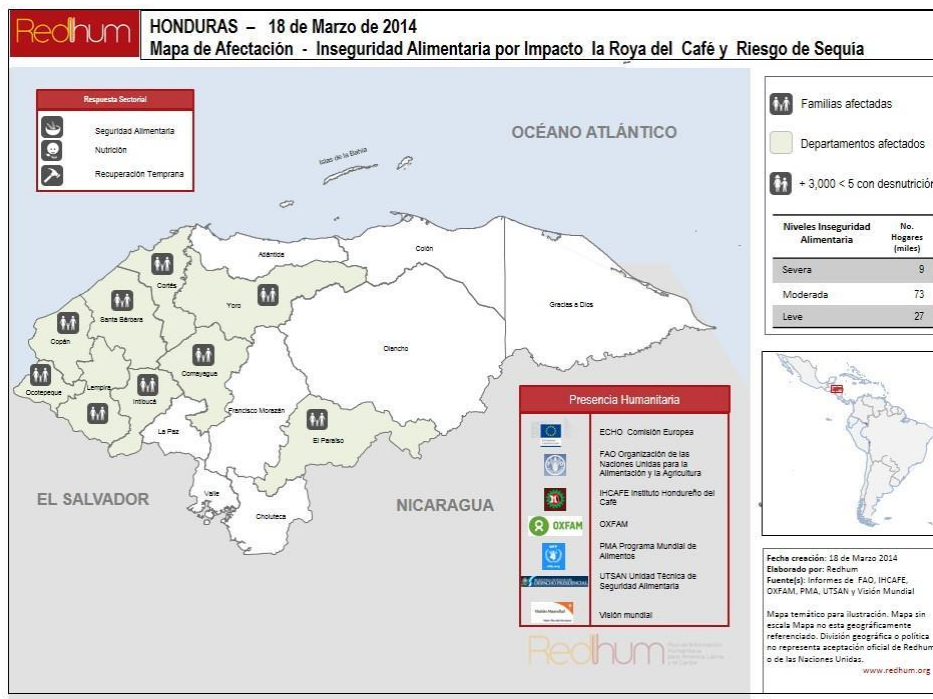 Redhum
HONDURAS – 18 de Marzo de 2014
Mapa de Afectación - Inseguridad Alimentaria por Impacto la Roya del Café y Riesgo de Sequía
Respuesta Sectorial
Seguridad Alimentaria
Nutrición
Recuperación Temprana
OCÉANO ATLÁNTICO
Islas de la Bahía
Atlántida
Colón
Cortés
Yoro
Gracias a Dios
Santa Bárbara
Copán
Olancho
Comayagua
Ocotepeque
Lempira
Intibucá
Francisco Morazán
La Paz
El Paraíso
Valle
Choluteca
EL SALVADOR
NICARAGUA
Presencia Humanitaria
ECHO Comisión Europea
FAO Organización de las
Naciones Unidas para la
Alimentación y la Agricultura
IHCAFE Instituto Hondureño del
Café
OXFAM
OXFAM
PMA Programa Mundial de
Alimentos
UTSAN Unidad Técnica de
Seguridad Alimentaria
Visión Mundial
Visión mundial
Redhum
Familias afectadas
Departamentos afectados
+ 3,000 < 5 con desnutrición
Niveles Inseguridad
Alimentaria
No.
Hogares
(miles)
Severa 9
Moderada 73
Leve 27
Fecha creación: 18 de Marzo 2014
Elaborado por: Redhum
Fuente(s): Informes de FAO, IHCAFE,
OXFAM, PMA, UTSAN y Visión Mundial
Mapa temático para ilustración. Mapa sin
escala Mapa no esta geográficamente
referenciado. División geográfica o política
no representa aceptación oficial de Redhum
o de las Naciones Unidas.
www.redhum.org